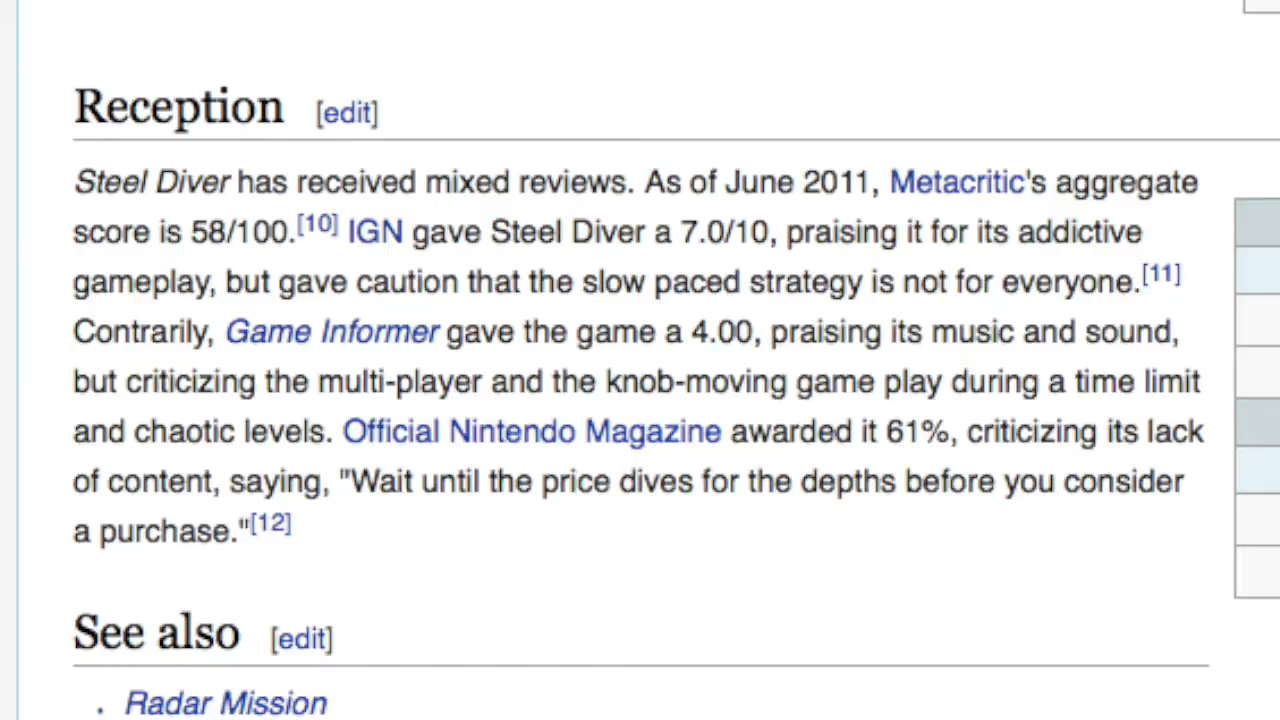 Reception [edit]
Steel Diver has received mixed reviews. As of June 2011, Metacritic's aggregate
score is 58/100.[10] IGN gave Steel Diver a 7.0/10, praising it for its addictive
gameplay, but gave caution that the slow paced strategy is not for everyone.[11]
Contrarily, Game Informer gave the game a 4.00, praising its music and sound,
but criticizing the multi-player and the knob-moving game play during a time limit
and chaotic levels. Official Nintendo Magazine awarded it 61%, criticizing its lack
of content, saying, "Wait until the price dives for the depths before you consider
a purchase."[12]
See also [edit]
. Radar Mission